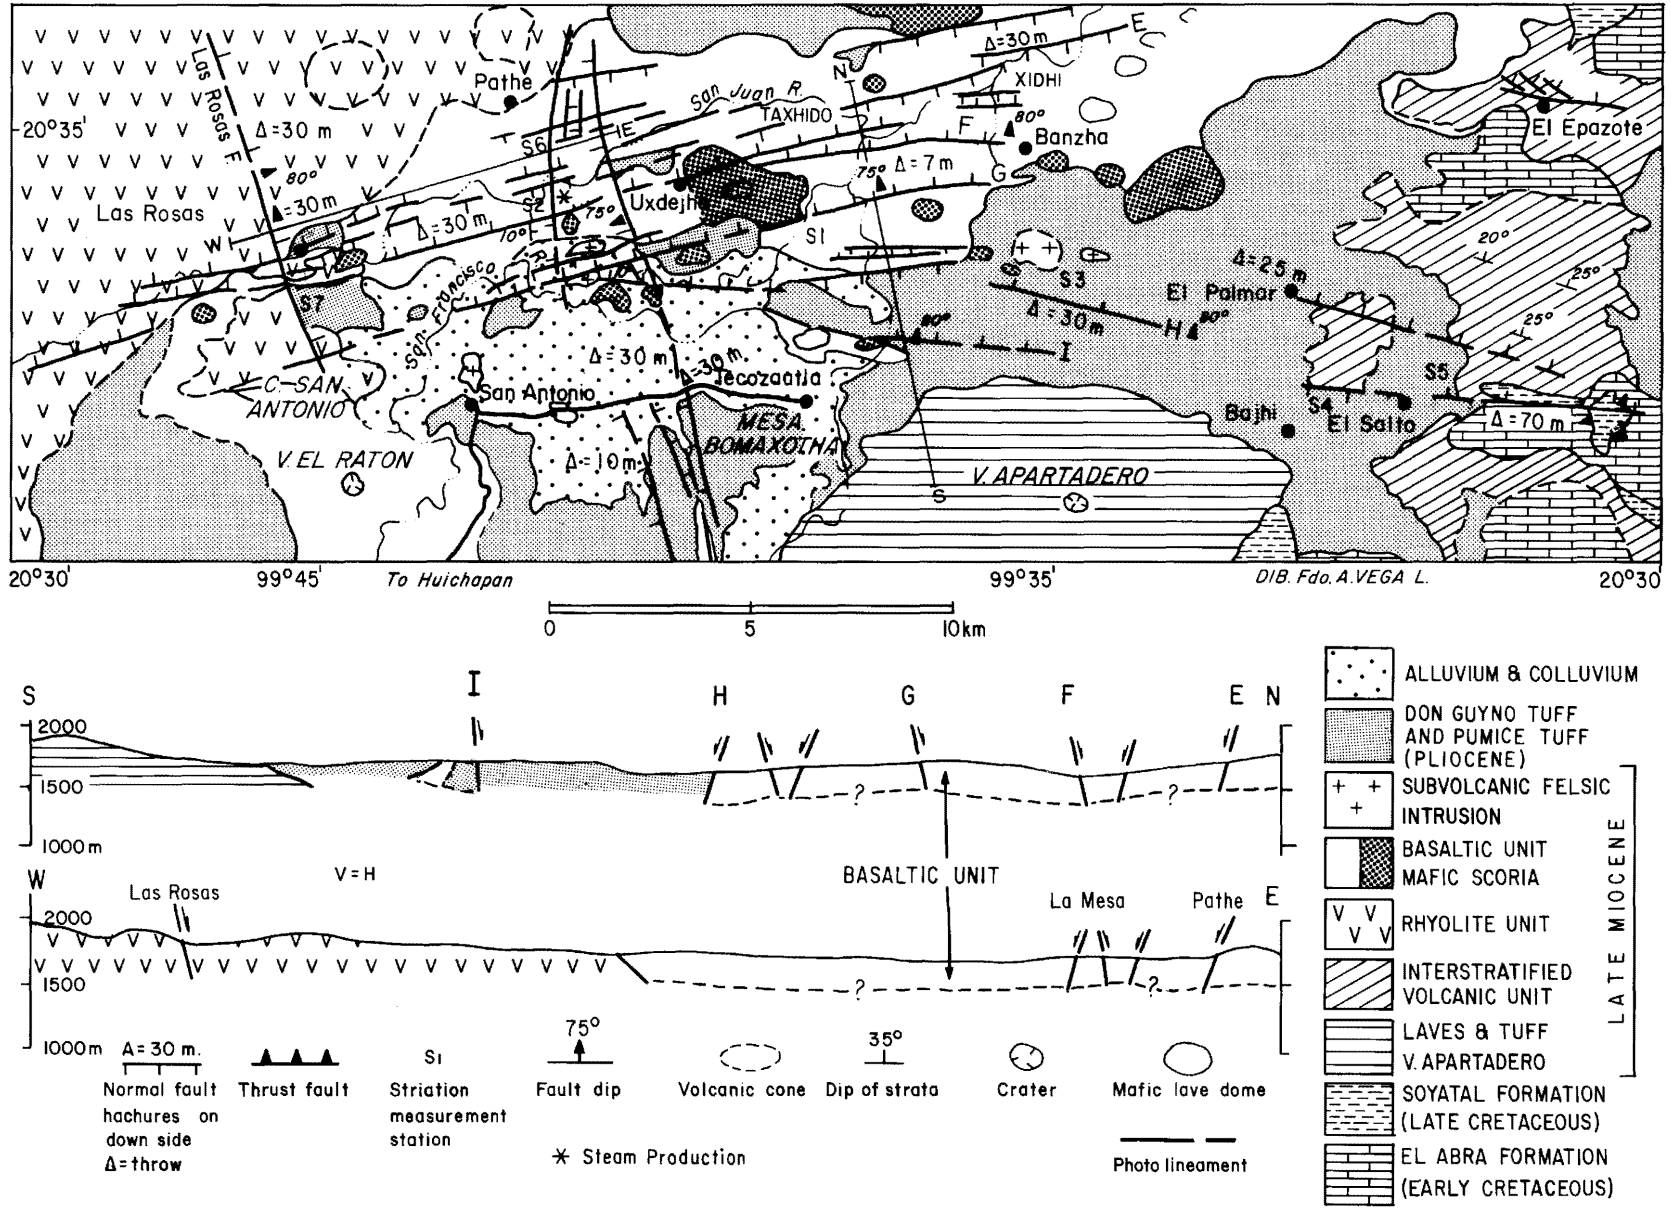 E
Δ=30 m
N
XIDHI
Pathe
San Juan R.
TAXHIDO
Las Rosas F.
20°35'
Δ=30 m
IE
S6
F
80°
Banzha
El Epazote
80°
75°
Δ=7m
G
Las Rosas
=30m
S2
Uxdejhe
75°
W
Δ=30 m
10°
S1
20°
25°
San Francisco R.
S3
Δ=25 m
El Palmar
S7
Δ=30m
H
80°
25°
80°
I
Δ=30 m
Δ=30 m
Tecozautla
S5
C-SAN
ANTONIO
San Antonio
S4
El Salto
Bajhi
Δ=70 m
MESA
BOMAXOTHA
V. EL RATON
Δ=10m
V. APARTADERO
S
20°30'
99°45'
To Huichapan
99°35'
DIB. Fdo. A. VEGA L.
20°30'
0 5 10km
S I H G F E N
2000
1500
1000m
? ?
W
V=H
BASALTIC UNIT
Las Rosas
La Mesa
Pathe
E
2000
1500
1000m
? ?
Δ=30 m.
Normal fault
hachures on
down side
Δ=throw
Thrust fault
S1
Striation
measurement
station
75°
Fault dip
Volcanic cone
35°
Dip of strata
Crater
Mafic lave dome
* Steam Production
Photo lineament
ALLUVIUM & COLLUVIUM
DON GUYNO TUFF
AND PUMICE TUFF
(PLIOCENE)
SUBVOLCANIC FELSIC
INTRUSION
BASALTIC UNIT
MAFIC SCORIA
RHYOLITE UNIT
INTERSTRATIFIED
VOLCANIC UNIT
LAVES & TUFF
V. APARTADERO
LATE MIOCENE
SOYATAL FORMATION
(LATE CRETACEOUS)
EL ABRA FORMATION
(EARLY CRETACEOUS)